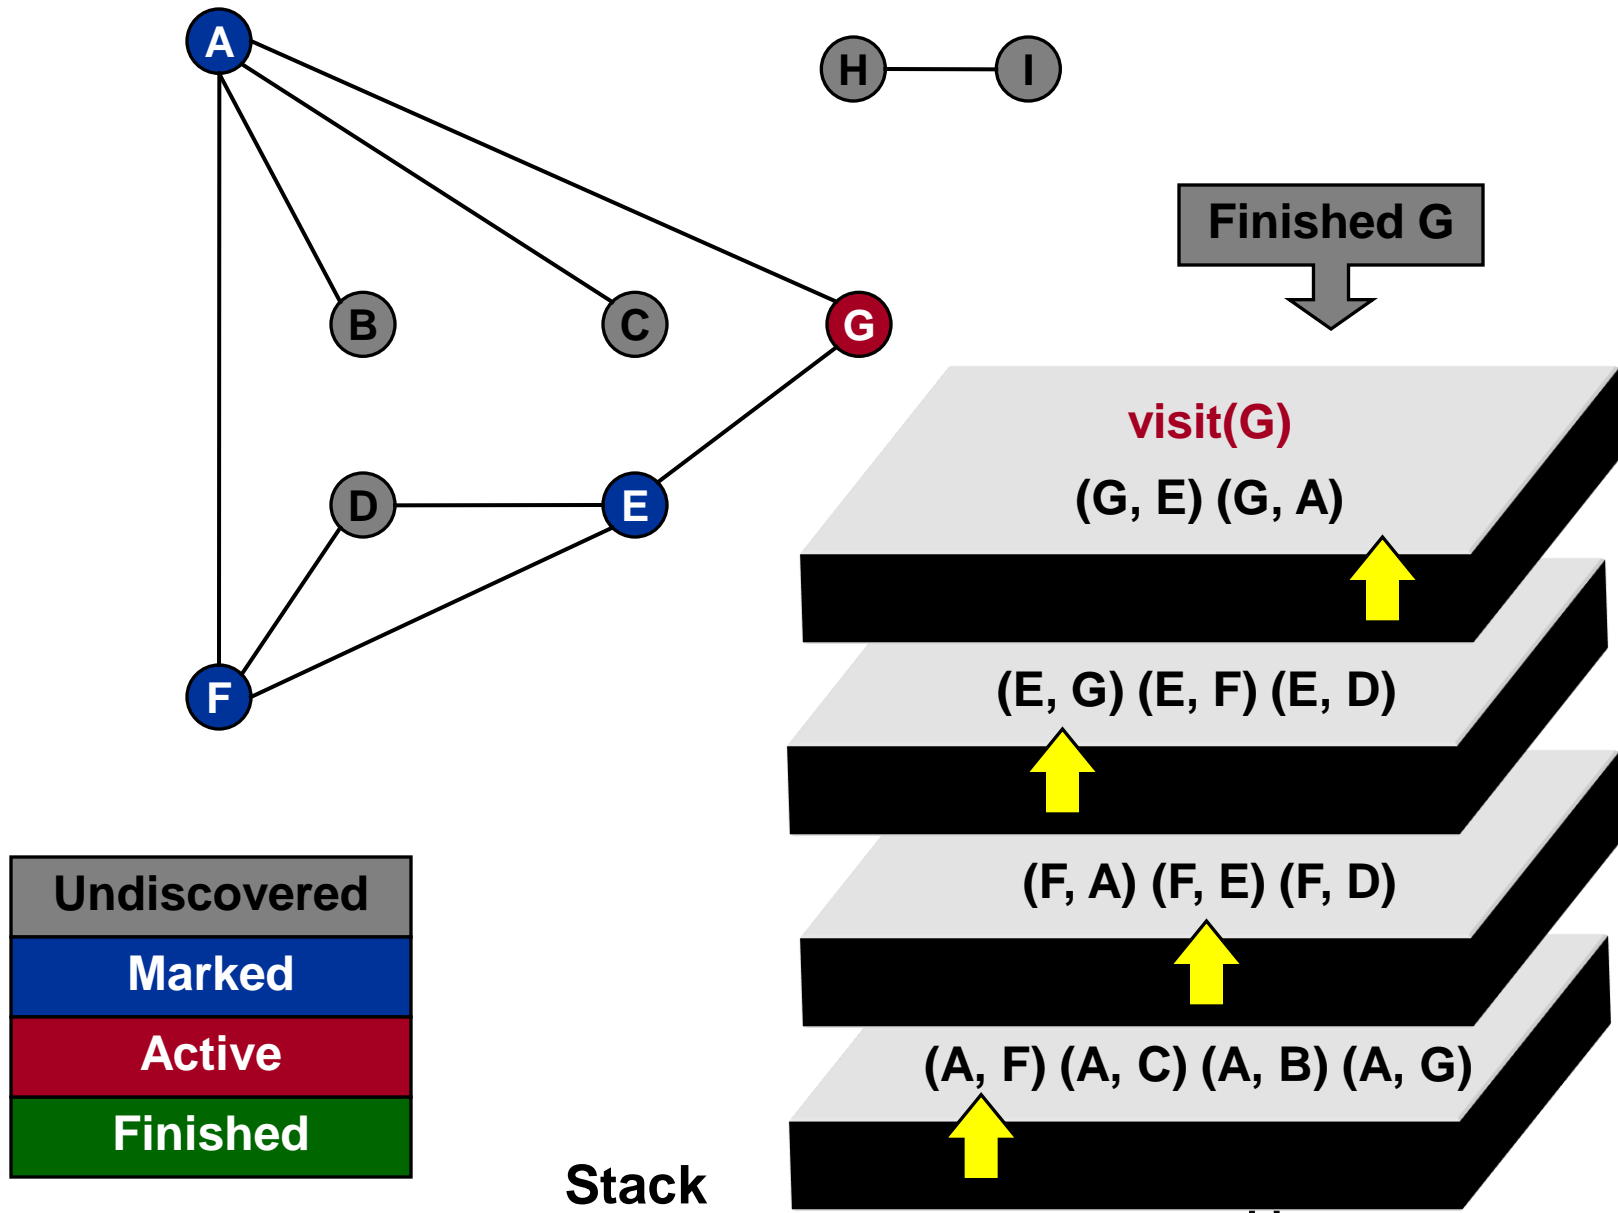 A
H
I
Finished G
B
C
G
visit(G)
(G, E) (G, A)
D
E
(E, G) (E, F) (E, D)
F
(F, A) (F, E) (F, D)
Undiscovered
Marked
Active
Finished
(A, F) (A, C) (A, B) (A, G)
Stack